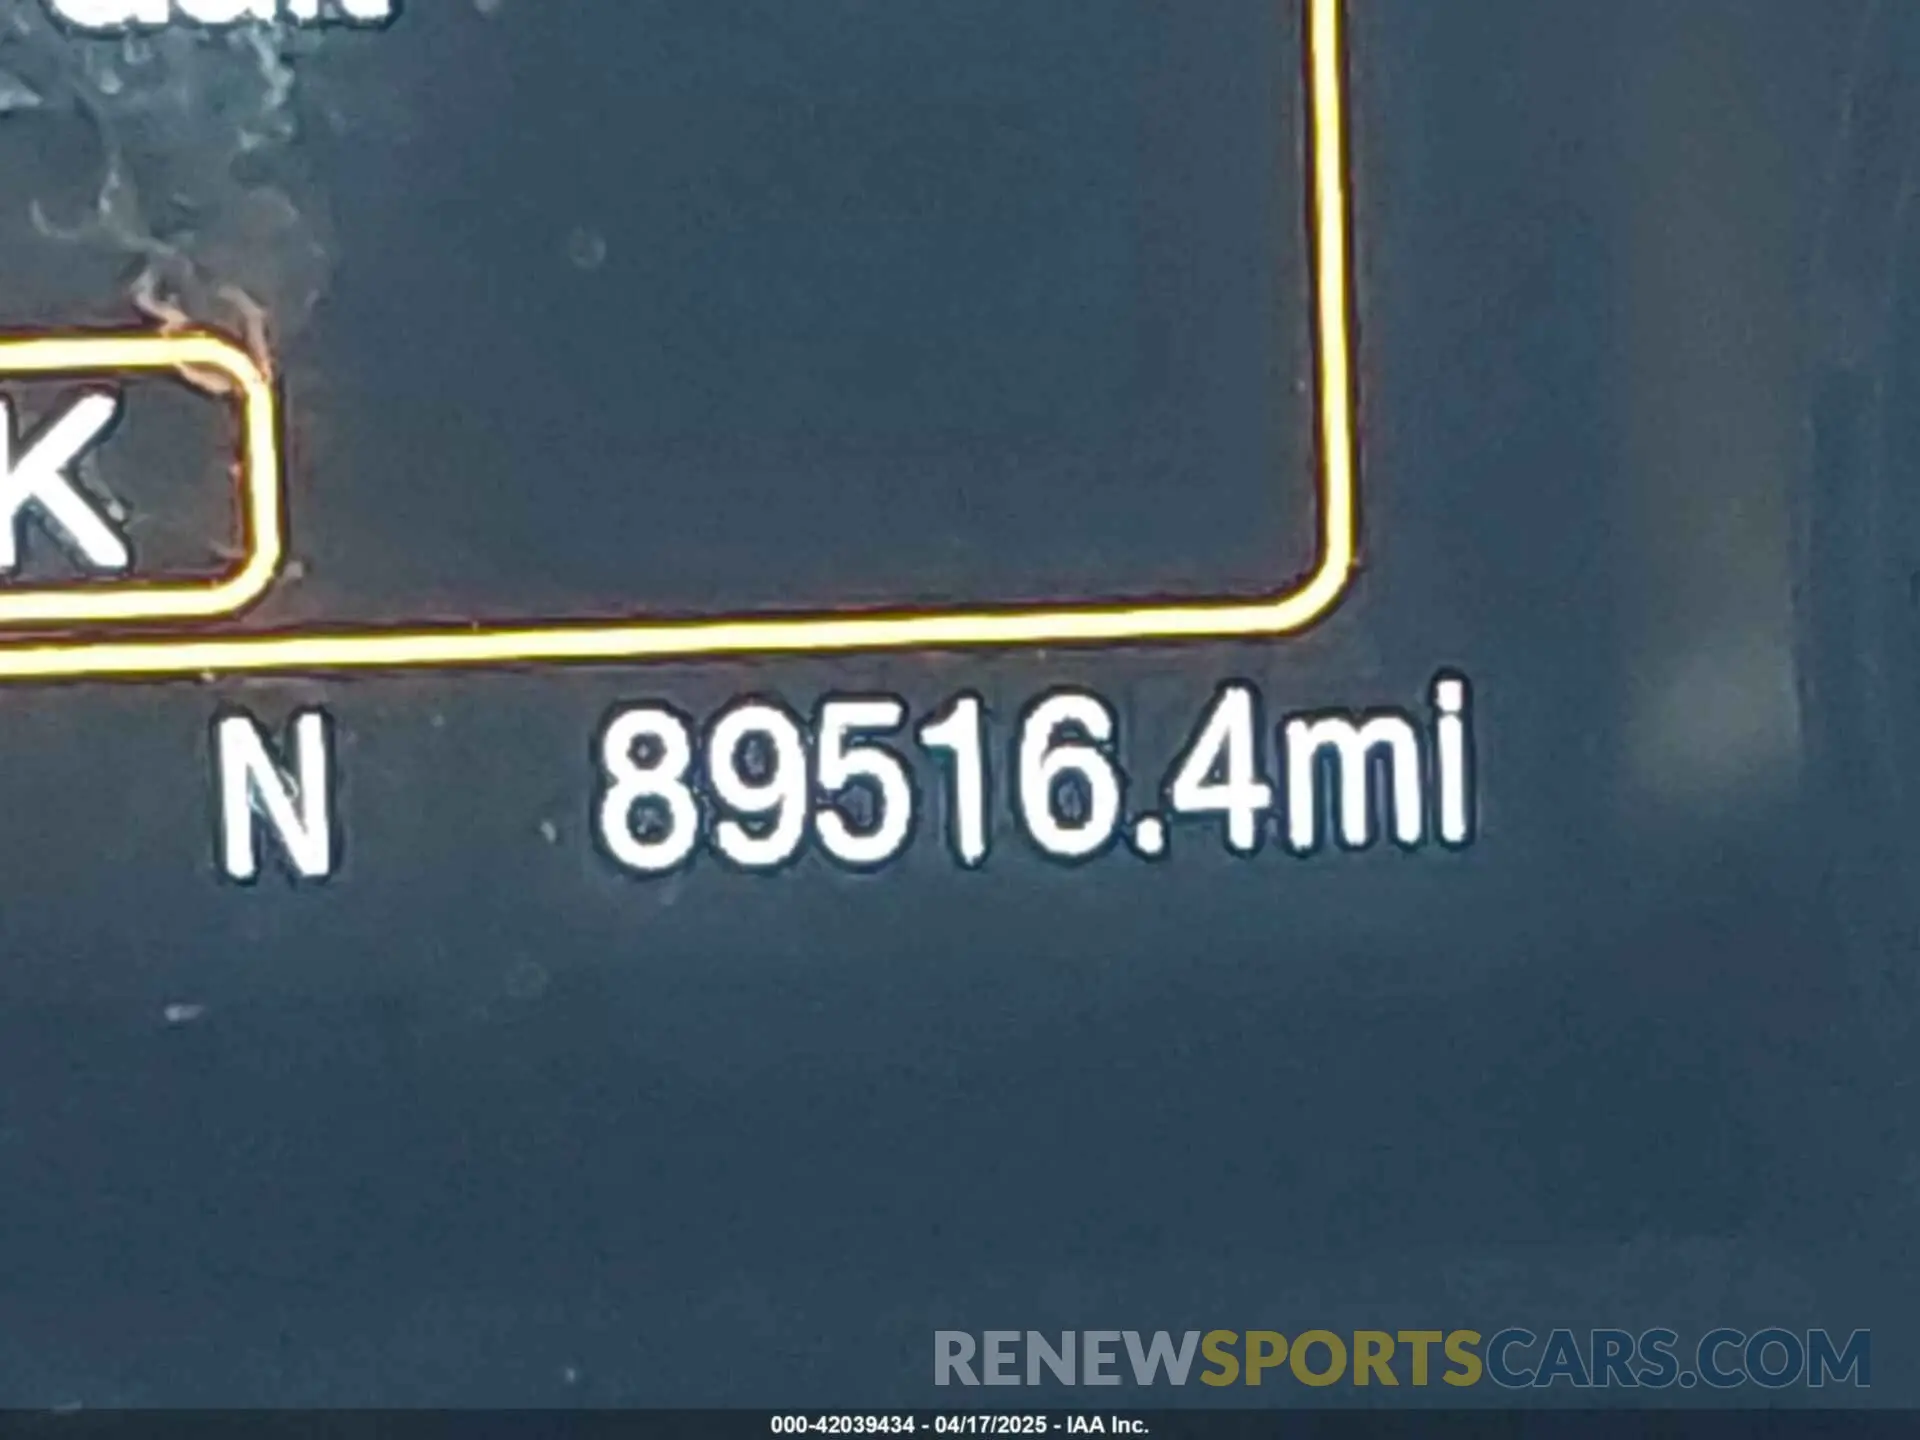 K
N 89516.4mi
RENEWSPORTSCARS.COM
000-42039434 - 04/17/2025 - IAA Inc.